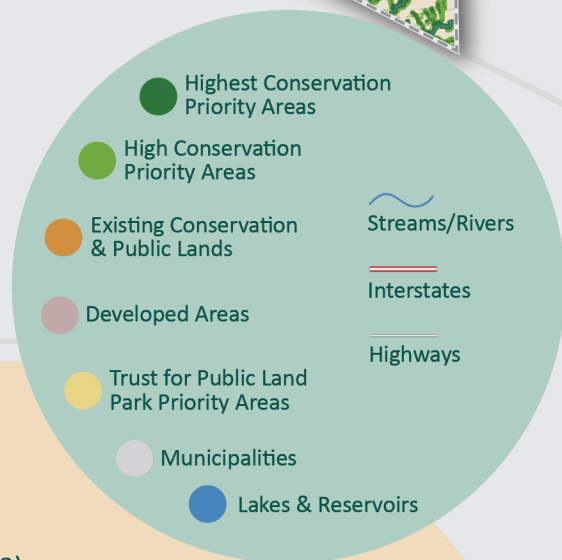 Highest Conservation
Priority Areas
High Conservation
Priority Areas
Existing Conservation
& Public Lands
Developed Areas
Trust for Public Land
Park Priority Areas
Municipalities
Lakes & Reservoirs
Streams/Rivers
Interstates
Highways